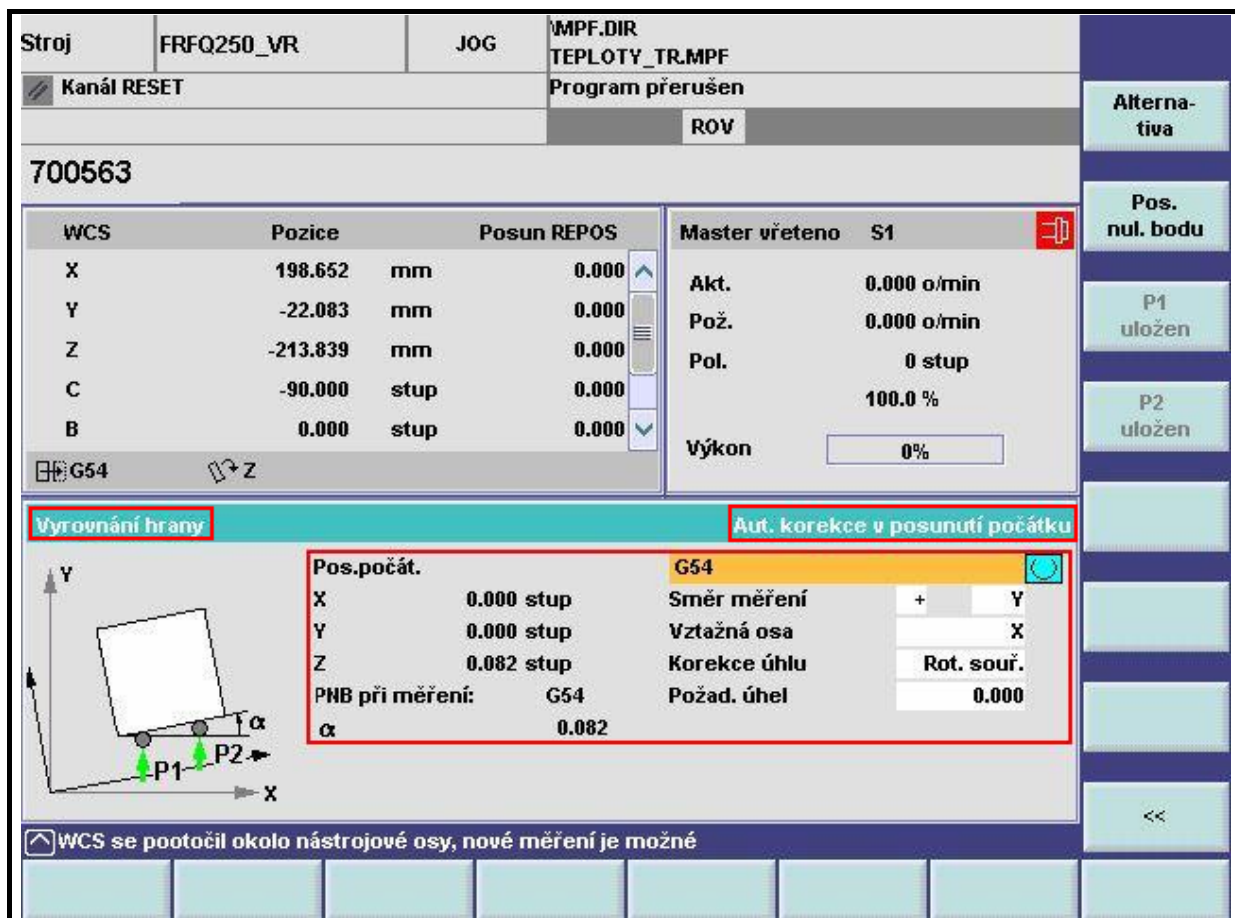 Stroj FRFQ250_VR JOG \MPF.DIR
TEPLOTY_TR.MPF
Kanál RESET Program přerušen
ROV
700563
WCS Pozice Posun REPOS
X 198.652 mm 0.000
Y -22.083 mm 0.000
Z -213.839 mm 0.000
C -90.000 stup 0.000
B 0.000 stup 0.000
G54 Z
Master vřeteno S1
Akt. 0.000 o/min
Pož. 0.000 o/min
Pol. 0 stup
100.0 %
Výkon 0%
Vyrovnání hrany Aut. korekce v posunutí počátku
Y
α
P1
P2
X
Pos.počát. G54
X 0.000 stup Směr měření + Y
Y 0.000 stup Vztažná osa X
Z 0.082 stup Korekce úhlu Rot. souř.
PNB při měření: G54 Požad. úhel 0.000
α 0.082
WCS se pootočil okolo nástrojové osy, nové měření je možné
Alterna-
tiva
Pos.
nul. bodu
P1
uložen
P2
uložen
<<